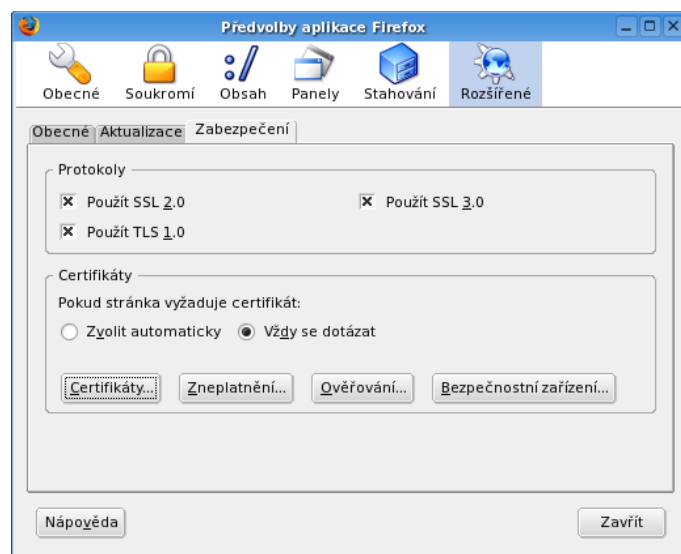 Předvolby aplikace Firefox
Obecné Soukromí Obsah Panely Stahování Rozšířené
Obecné Aktualizace Zabezpečení
Protokoly
Použít SSL 2.0 Použít SSL 3.0
Použít TLS 1.0
Certifikáty
Pokud stránka vyžaduje certifikát:
Zvolit automaticky Vždy se dotázat
Certifikáty... Zneplatnění... Ověřování... Bezpečnostní zařízení...
Nápověda Zavřít